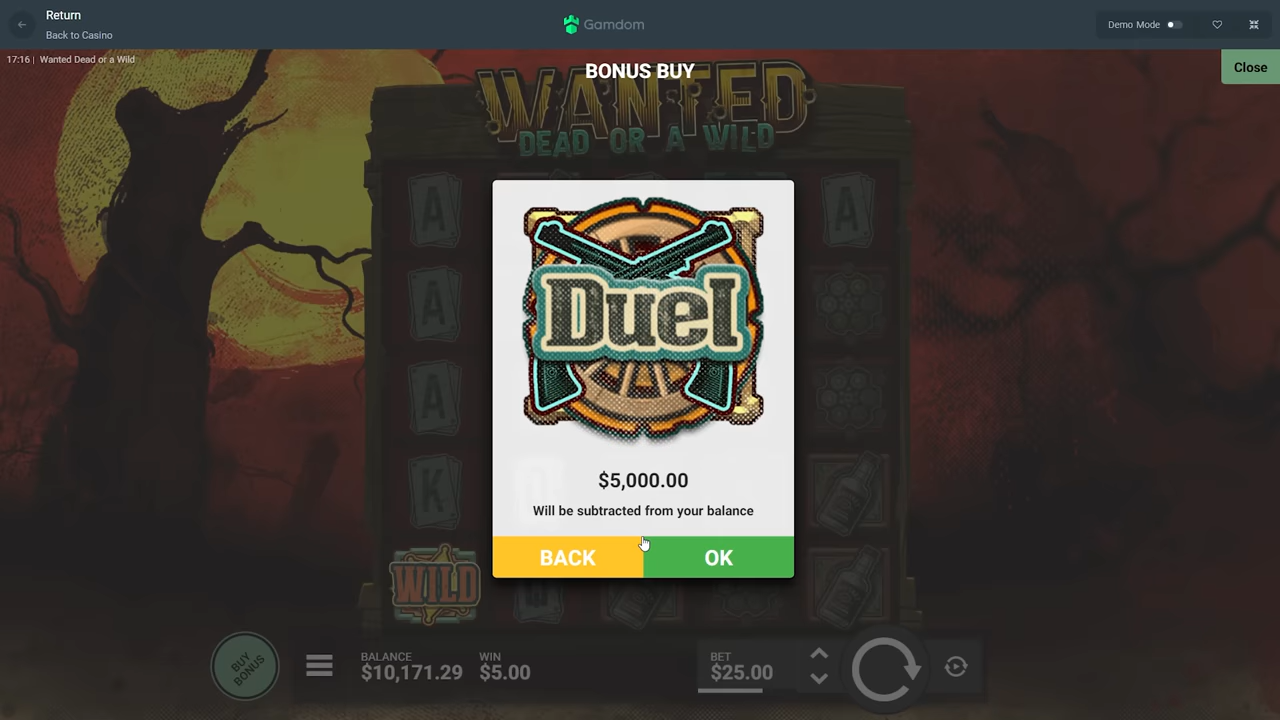 Return
Back to Casino
Gamdom
Demo Mode
17:16 | Wanted Dead or a Wild
BONUS BUY
Close
WANTED
DEAD OR A WILD
A
A
A
A
K
WILD
Duel
$5,000.00
Will be subtracted from your balance
BACK
OK
BUY
BONUS
BALANCE
$10,171.29
WIN
$5.00
BET
$25.00